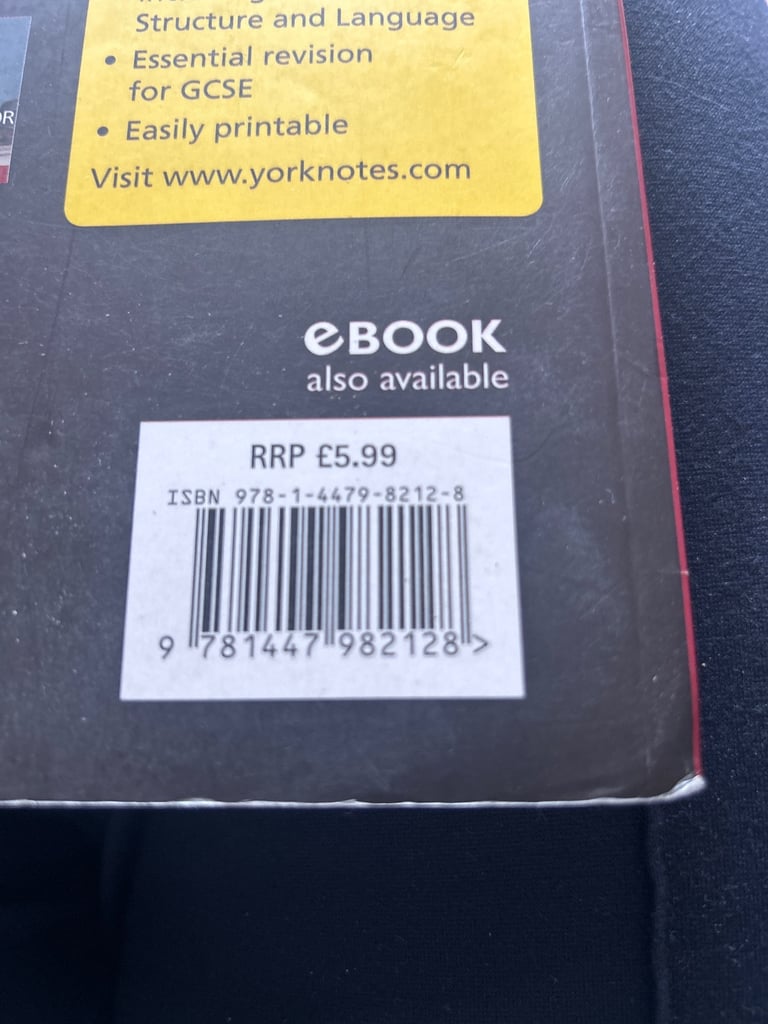 Structure and Language
• Essential revision
for GCSE
• Easily printable
Visit www.yorknotes.com
OR
eBOOK
also available
RRP £5.99
ISBN 978-1-4479-8212-8
9 781447 982128 >